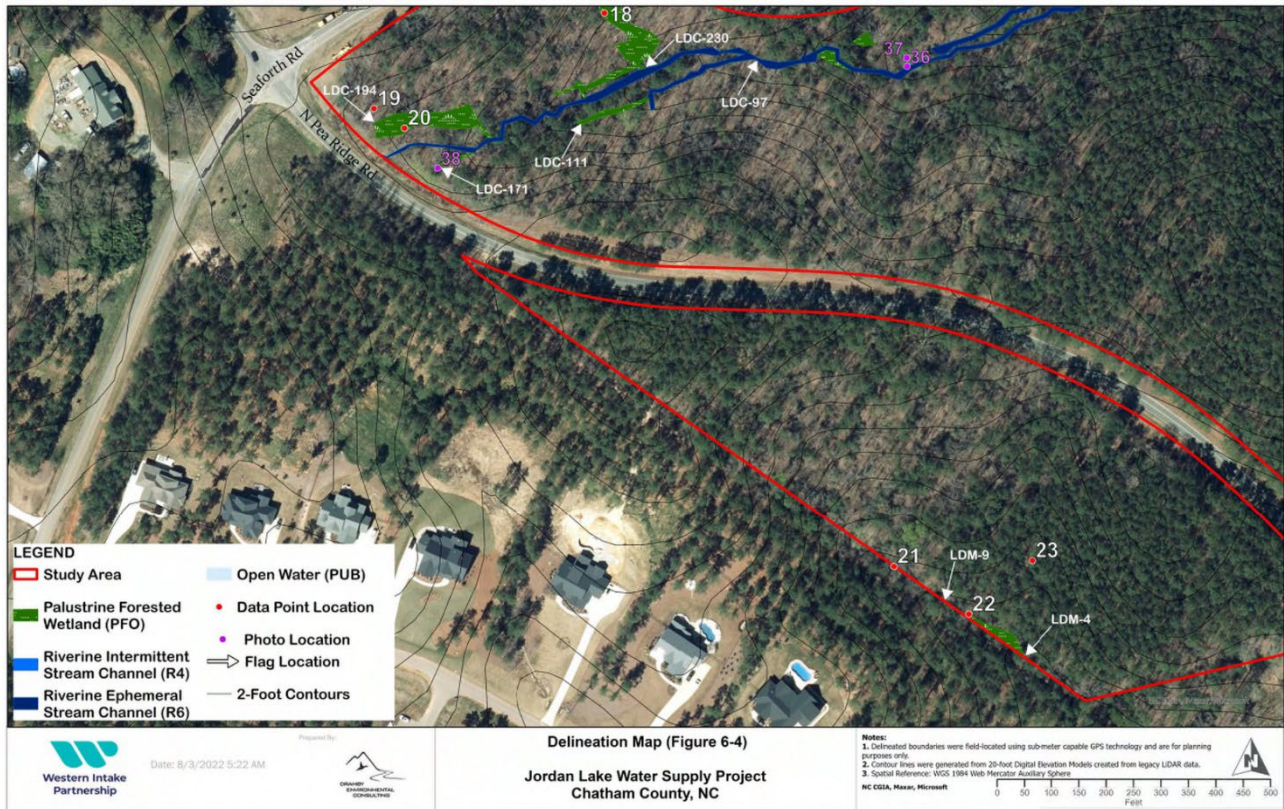 18
LDC-230
37
36
Seaforth Rd
LDC-194
19
LDC-97
20
N Pea Ridge Rd
38
LDC-111
LDC-171
21
LDM-9
23
22
LDM-4
LEGEND
Study Area
Palustrine Forested
Wetland (PFO)
Riverine Intermittent
Stream Channel (R4)
Riverine Ephemeral
Stream Channel (R6)
Open Water (PUB)
Data Point Location
Photo Location
Flag Location
2-Foot Contours
Western Intake
Partnership
Date: 8/3/2022 5:22 AM
Prepared By:
ENVIRONMENTAL
CONSULTING
Delineation Map (Figure 6-4)
Jordan Lake Water Supply Project
Chatham County, NC
Notes:
1. Delineated boundaries were field-located using sub-meter capable GPS technology and are for planning
purposes only.
2. Contour lines were generated from 20-foot Digital Elevation Models created from legacy LiDAR data.
3. Spatial Reference: WGS 1984 Web Mercator Auxiliary Sphere
NC CGIA, Maxar, Microsoft
N
0 50 100 150 200 250 300 350 400 450 500
Feet